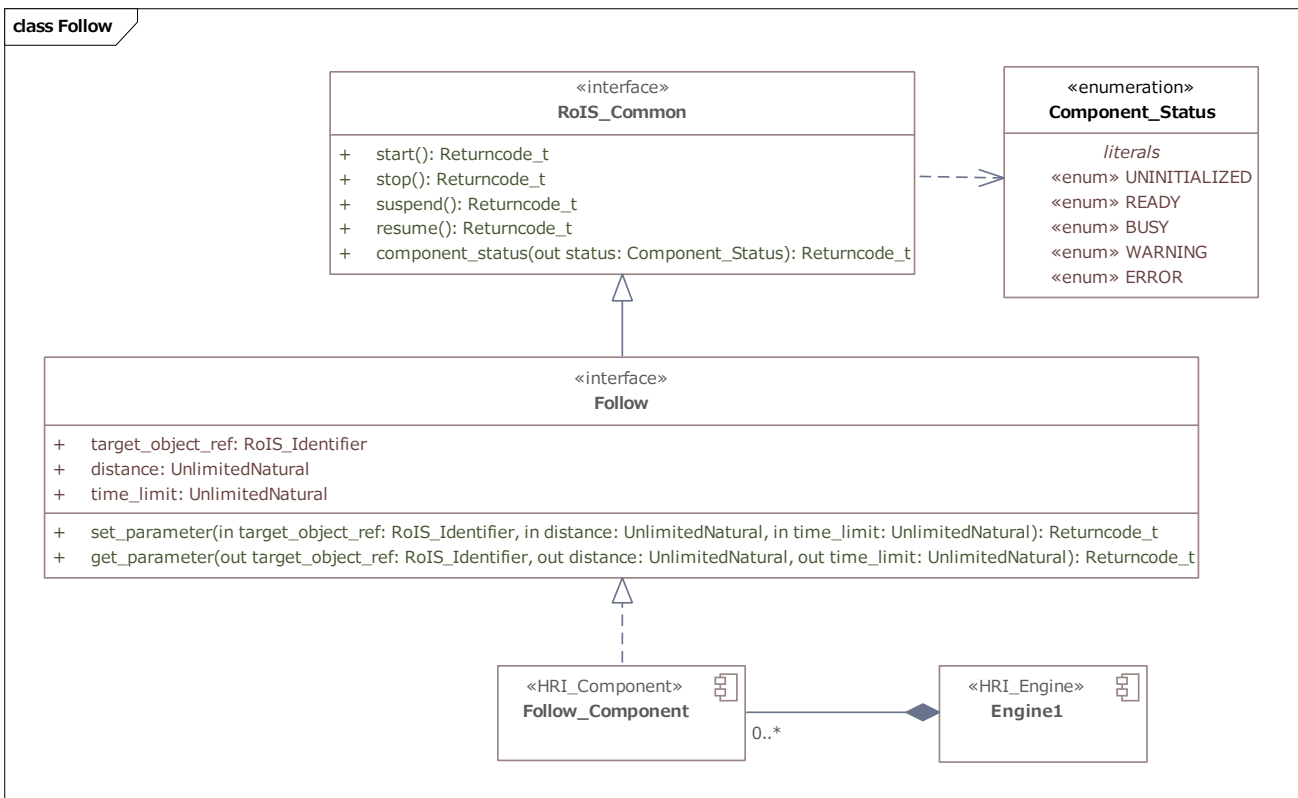 class Follow
«interface»
RoIS_Common
+ start(): Returncode_t
+ stop(): Returncode_t
+ suspend(): Returncode_t
+ resume(): Returncode_t
+ component_status(out status: Component_Status): Returncode_t
«enumeration»
Component_Status
literals
«enum» UNINITIALIZED
«enum» READY
«enum» BUSY
«enum» WARNING
«enum» ERROR
«interface»
Follow
+ target_object_ref: RoIS_Identifier
+ distance: UnlimitedNatural
+ time_limit: UnlimitedNatural
+ set_parameter(in target_object_ref: RoIS_Identifier, in distance: UnlimitedNatural, in time_limit: UnlimitedNatural): Returncode_t
+ get_parameter(out target_object_ref: RoIS_Identifier, out distance: UnlimitedNatural, out time_limit: UnlimitedNatural): Returncode_t
«HRI_Component»
Follow_Component
0..*
«HRI_Engine»
Engine1